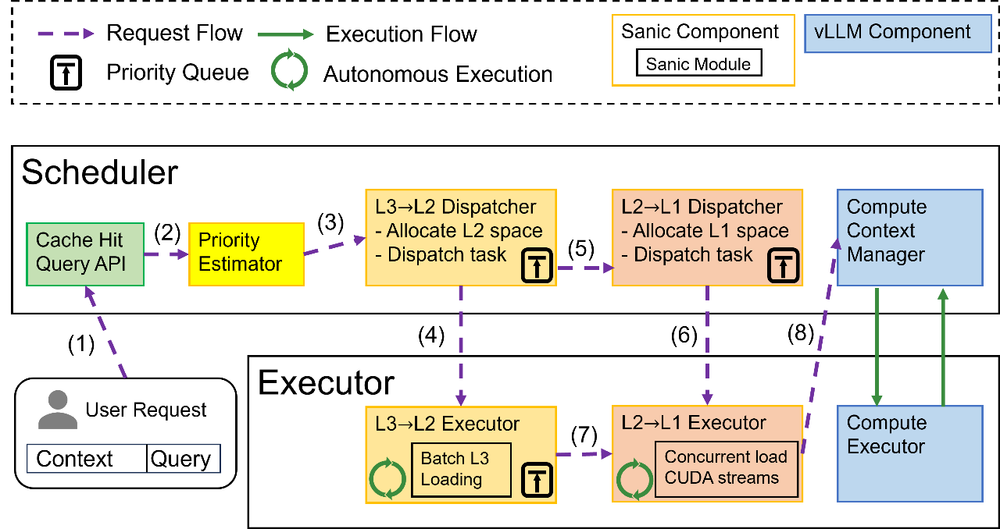 Request Flow
Execution Flow
Priority Queue
Autonomous Execution
Sanic Component
Sanic Module
vLLM Component
Scheduler
Cache Hit
Query API
(2)
Priority
Estimator
(3)
L3→L2 Dispatcher
- Allocate L2 space
- Dispatch task
(5)
L2→L1 Dispatcher
- Allocate L1 space
- Dispatch task
Compute
Context
Manager
(1)
(4)
(6)
(8)
User Request
Context
Query
Executor
L3→L2 Executor
Batch L3
Loading
(7)
L2→L1 Executor
Concurrent load
CUDA streams
Compute
Executor